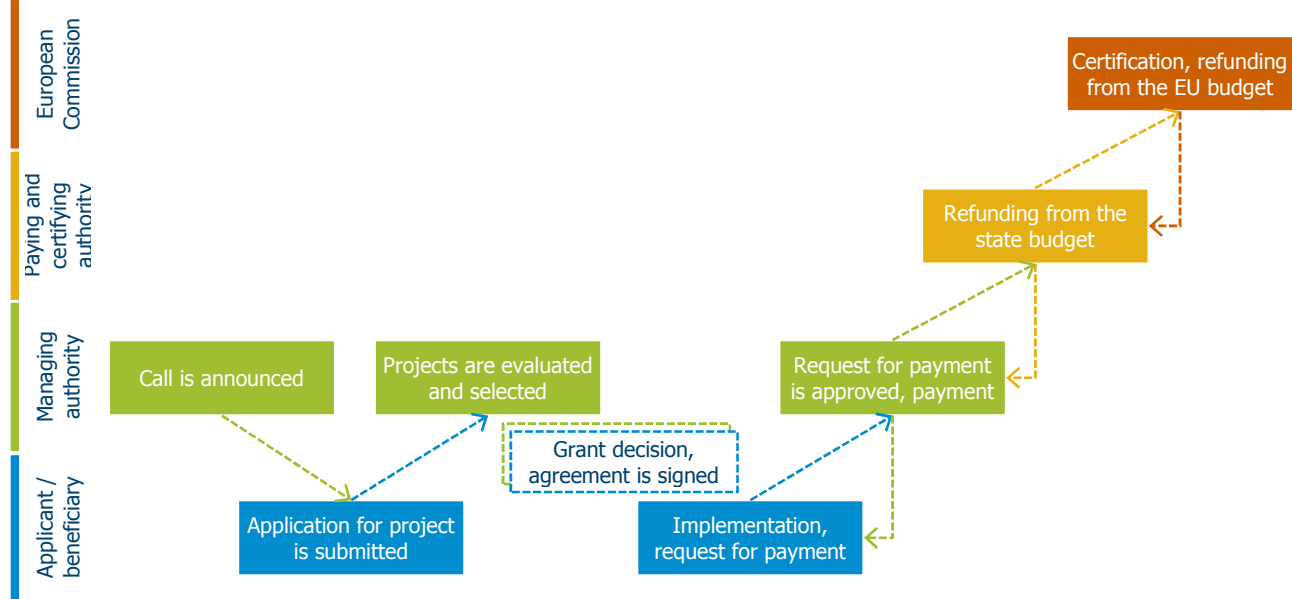 European
Commission
Certification, refunding
from the EU budget
Paying and
certifying
authority
Refunding from the
state budget
Managing
authority
Call is announced
Projects are evaluated
and selected
Request for payment
is approved, payment
Grant decision,
agreement is signed
Applicant /
beneficiary
Application for project
is submitted
Implementation,
request for payment